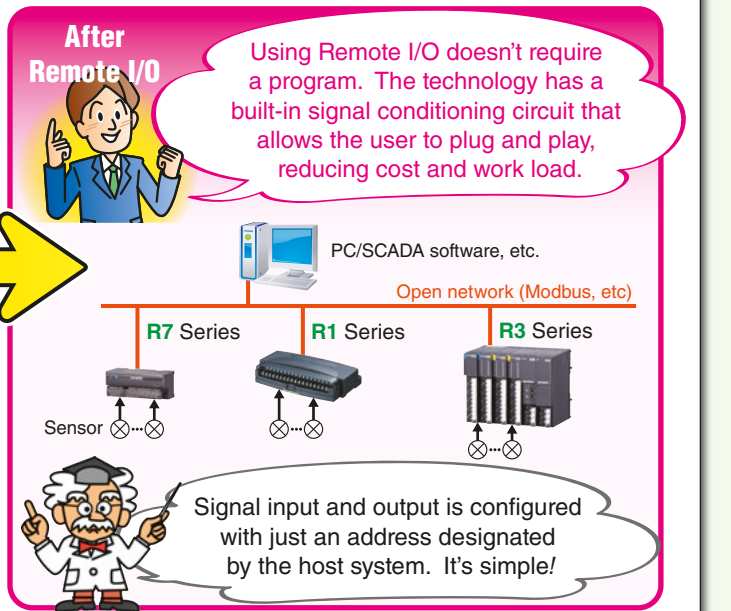 After
Remote I/O
Using Remote I/O doesn't require
a program. The technology has a
built-in signal conditioning circuit that
allows the user to plug and play,
reducing cost and work load.
PC/SCADA software, etc.
Open network (Modbus, etc)
R7 Series
R1 Series
R3 Series
Sensor
Signal input and output is configured
with just an address designated
by the host system. It's simple!